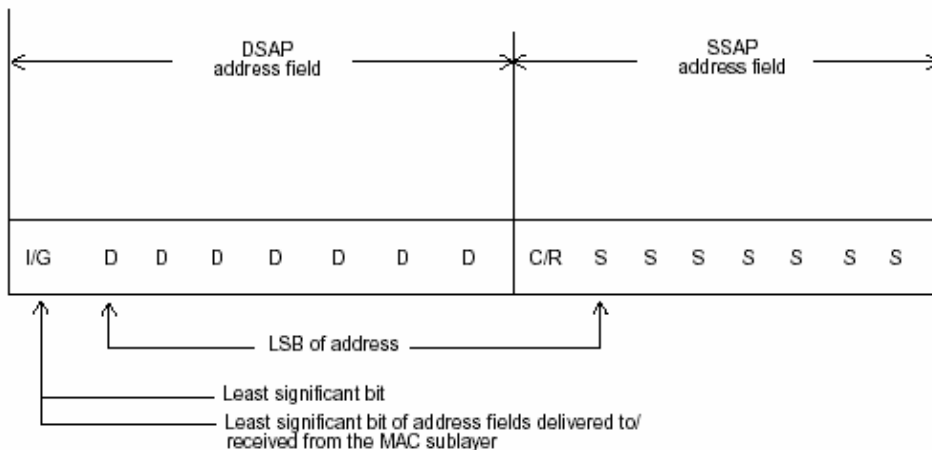 DSAP
address field
SSAP
address field
I/G D D D D D D D C/R S S S S S S S
LSB of address
Least significant bit
Least significant bit of address fields delivered to/
received from the MAC sublayer